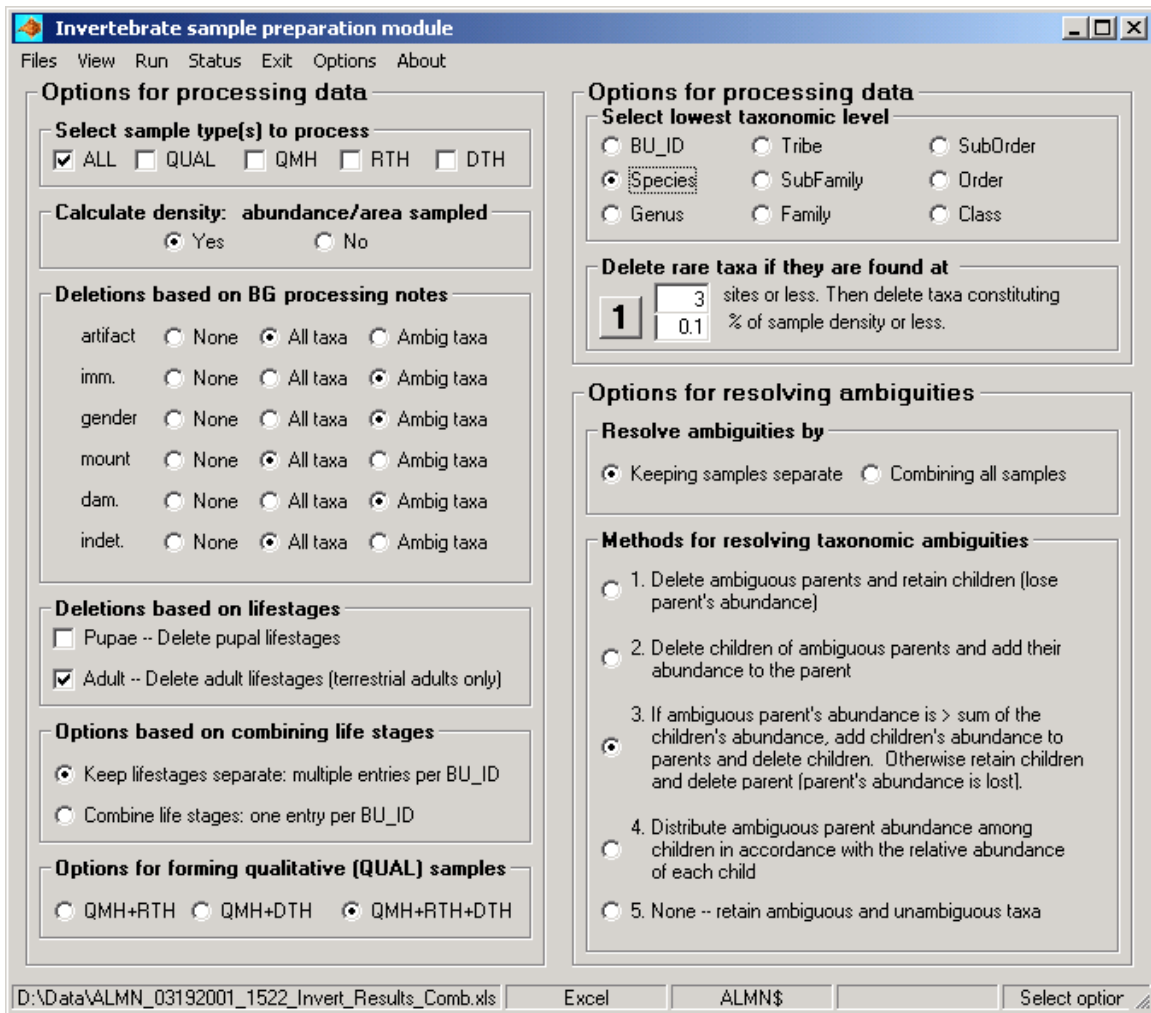 Invertebrate sample preparation module
Files View Run Status Exit Options About
Options for processing data
Select sample type(s) to process
ALL QUAL QMH RTH DTH
Calculate density: abundance/area sampled
Yes No
Deletions based on BG processing notes
artifact None All taxa Ambig taxa
imm. None All taxa Ambig taxa
gender None All taxa Ambig taxa
mount None All taxa Ambig taxa
dam. None All taxa Ambig taxa
indet. None All taxa Ambig taxa
Deletions based on lifestages
Pupae -- Delete pupal lifestages
Adult -- Delete adult lifestages (terrestrial adults only)
Options based on combining life stages
Keep lifestages separate: multiple entries per BU_ID
Combine life stages: one entry per BU_ID
Options for forming qualitative (QUAL) samples
QMH+RTH QMH+DTH QMH+RTH+DTH
Options for processing data
Select lowest taxonomic level
BU_ID Tribe SubOrder
Species SubFamily Order
Genus Family Class
Delete rare taxa if they are found at
1 3 sites or less. Then delete taxa constituting
0.1 % of sample density or less.
Options for resolving ambiguities
Resolve ambiguities by
Keeping samples separate Combining all samples
Methods for resolving taxonomic ambiguities
1. Delete ambiguous parents and retain children (lose
parent's abundance)
2. Delete children of ambiguous parents and add their
abundance to the parent
3. If ambiguous parent's abundance is > sum of the
children's abundance, add children's abundance to
parents and delete children. Otherwise retain children
and delete parent (parent's abundance is lost).
4. Distribute ambiguous parent abundance among
children in accordance with the relative abundance
of each child
5. None -- retain ambiguous and unambiguous taxa
D:\Data\ALMN_03192001_1522_Invert_Results_Comb.xls Excel ALMN$ Select option